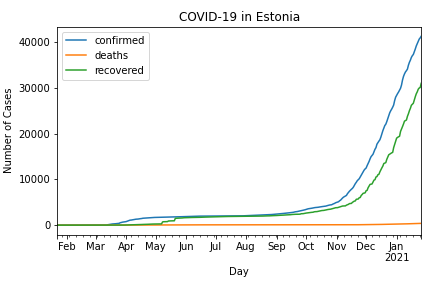 COVID-19 in Estonia
confirmed
deaths
recovered
Number of Cases
40000
30000
20000
10000
0
Feb Mar Apr May Jun Jul Aug Sep Oct Nov Dec Jan
2021
Day